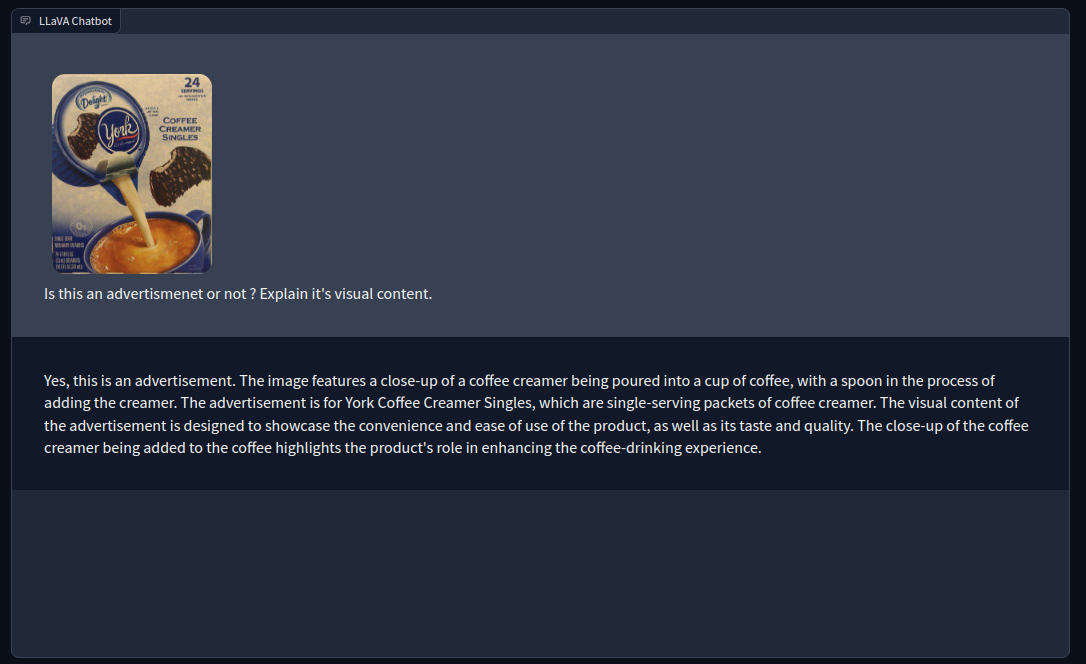 LLaVA Chatbot
Delight
York
24
SERVINGS
COFFEE
CREAMER
SINGLES
Is this an advertismenet or not ? Explain it's visual content.
Yes, this is an advertisement. The image features a close-up of a coffee creamer being poured into a cup of coffee, with a spoon in the process of
adding the creamer. The advertisement is for York Coffee Creamer Singles, which are single-serving packets of coffee creamer. The visual content of
the advertisement is designed to showcase the convenience and ease of use of the product, as well as its taste and quality. The close-up of the coffee
creamer being added to the coffee highlights the product's role in enhancing the coffee-drinking experience.